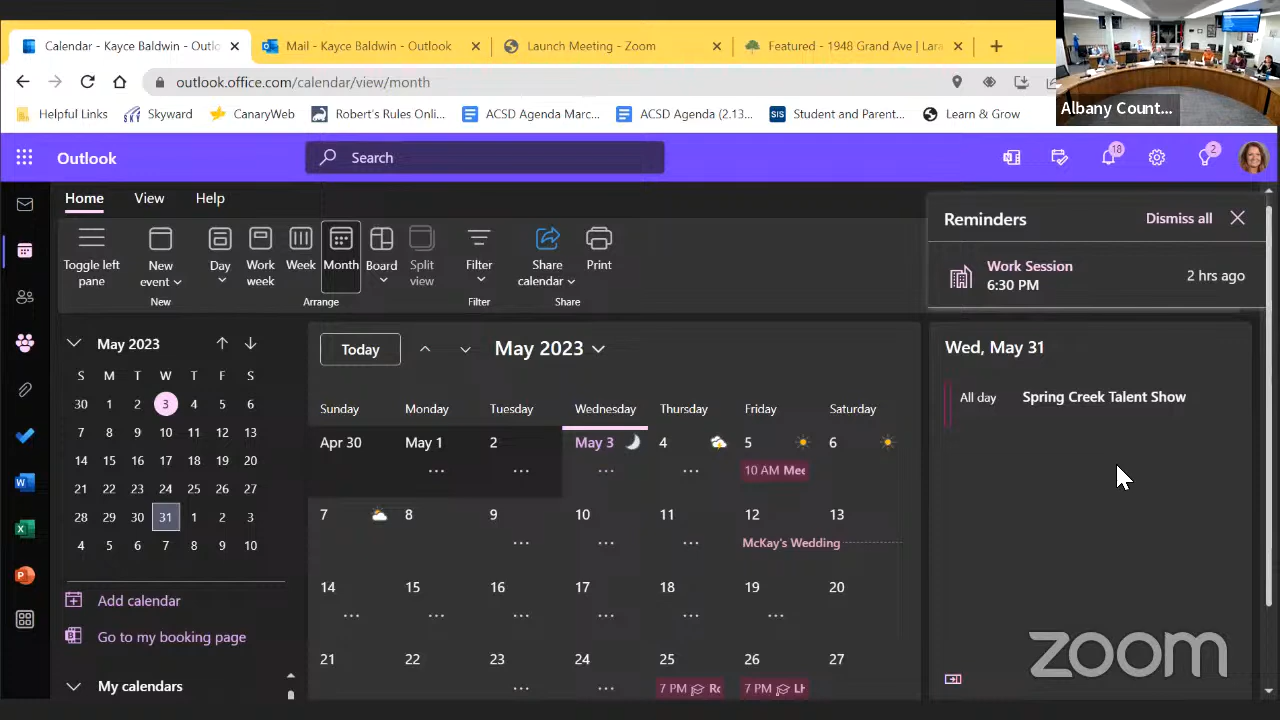 Calendar - Kayce Baldwin - Outlo
Mail - Kayce Baldwin - Outlook
Launch Meeting - Zoom
Featured - 1948 Grand Ave | Lara
outlook.office.com/calendar/view/month
Helpful Links
Skyward
CanaryWeb
Robert's Rules Onl...
ACSD Agenda Marc...
ACSD Agenda (2.13...
SIS
Student and Parent...
Learn & Grow
Albany Count...
Outlook
Search
18
2
Home
View
Help
Toggle left
pane
New
event
New
Day
Work
week
Week
Month
Board
Split
view
Arrange
Filter
Filter
Share
calendar
Print
Share
Reminders
Dismiss all
Work Session
6:30 PM
2 hrs ago
May 2023
S M T W T F S
30 1 2 3 4 5 6
7 8 9 10 11 12 13
14 15 16 17 18 19 20
21 22 23 24 25 26 27
28 29 30 31 1 2 3
4 5 6 7 8 9 10
Add calendar
Go to my booking page
My calendars
Today
May 2023
Sunday Monday Tuesday Wednesday Thursday Friday Saturday
Apr 30 May 1 2 May 3 4 5 6
10 AM Mee
7 8 9 10 11 12 13
McKay's Wedding
14 15 16 17 18 19 20
21 22 23 24 25 26 27
7 PM Ro
7 PM LH
Wed, May 31
All day Spring Creek Talent Show
zoom